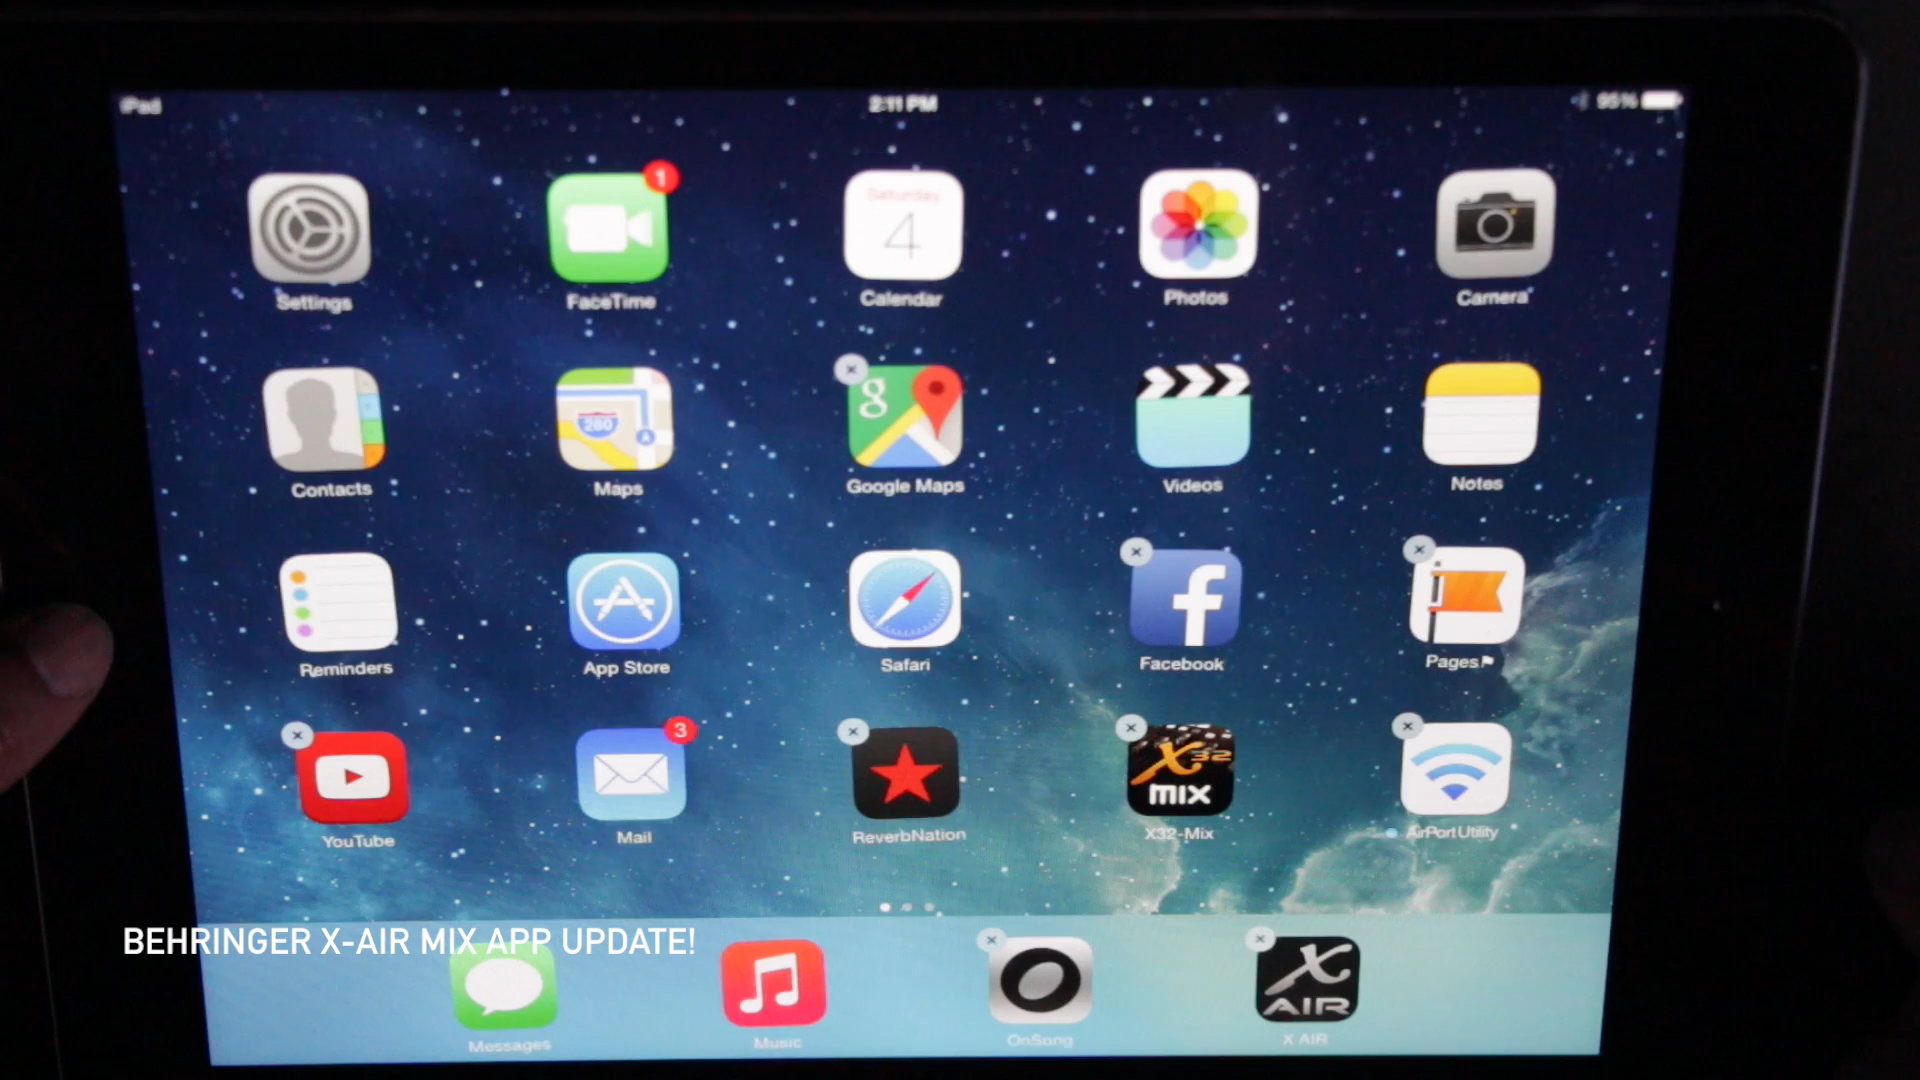 iPad 2:11 PM 95%
1
Saturday
4
Settings FaceTime Calendar Photos Camera
g
280
A
Contacts Maps Google Maps Videos Notes
f
Reminders App Store Safari Facebook Pages
3
X32
MIX
YouTube Mail ReverbNation X32-Mix AirPort Utility
BEHRINGER X-AIR MIX APP UPDATE!
X
AIR
Messages Music OnSong X AIR